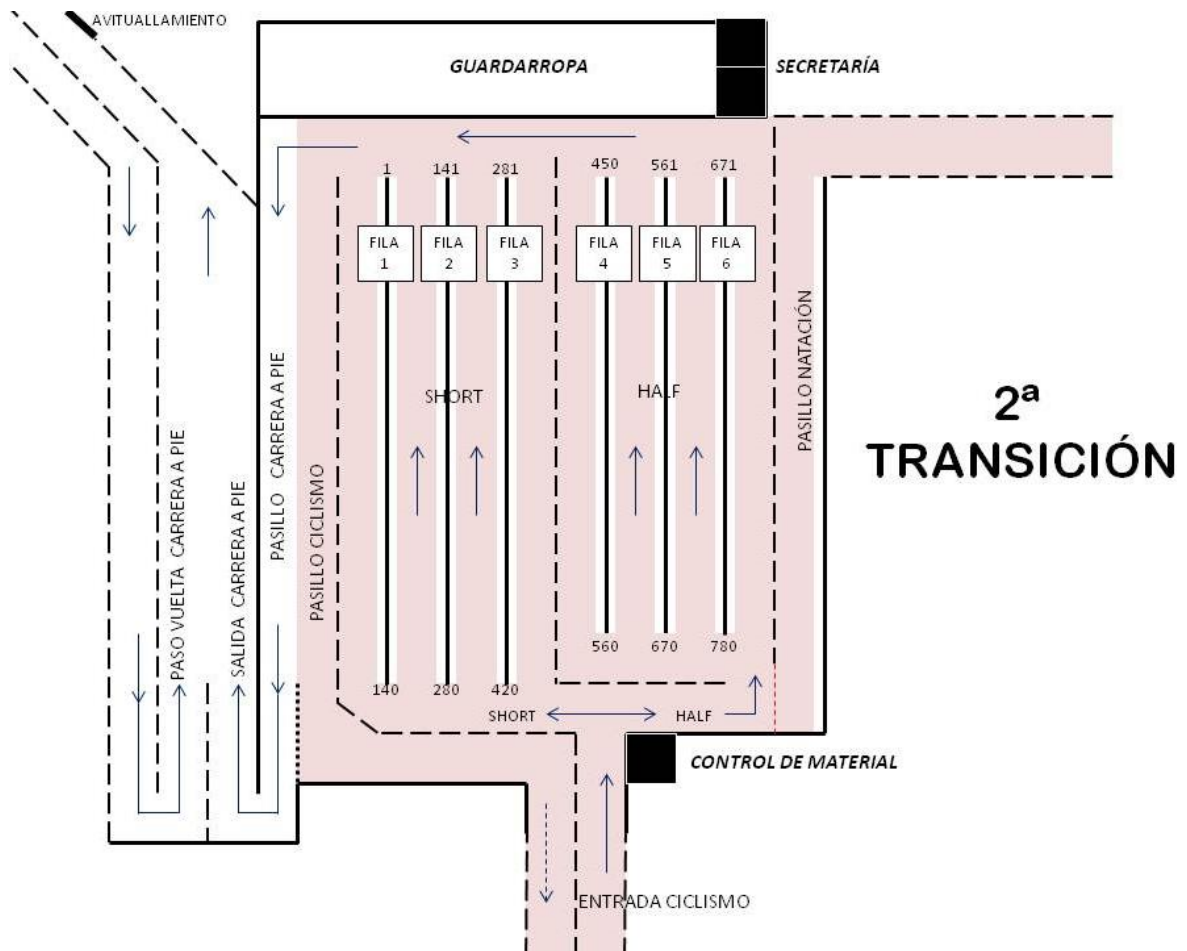 AVITUALLAMIENTO
GUARDARROPA
SECRETARÍA
1
141
281
450
561
671
FILA
1
FILA
2
FILA
3
FILA
4
FILA
5
FILA
6
SHORT
HALF
PASO VUELTA CARRERA A PIE
SALIDA CARRERA A PIE
PASILLO CARRERA A PIE
PASILLO CICLISMO
PASILLO NATACIÓN
2ª
TRANSICIÓN
560
670
780
140
280
420
SHORT
HALF
CONTROL DE MATERIAL
ENTRADA CICLISMO